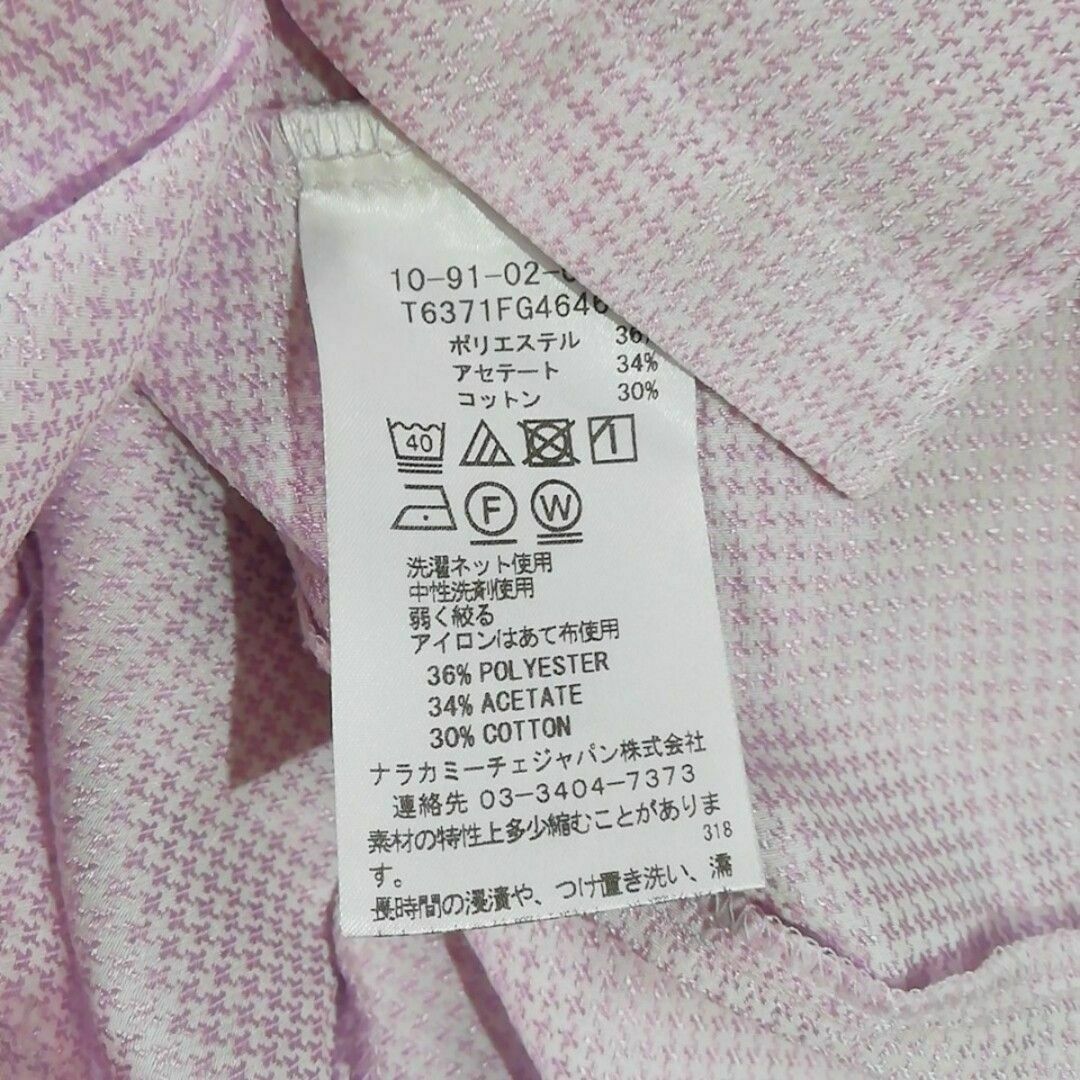 10-91-02-
T6371FG4646
ポリエステル 36
アセテート 34%
コットン 30%
40
F W
洗濯ネット使用
中性洗剤使用
弱く絞る
アイロンはあて布使用
36% POLYESTER
34% ACETATE
30% COTTON
ナラカミーチェジャパン株式会社
連絡先 03-3404-7373
素材の特性上多少縮むことがありま
す。
318
長時間の浸漬や、つけ置き洗い、濡